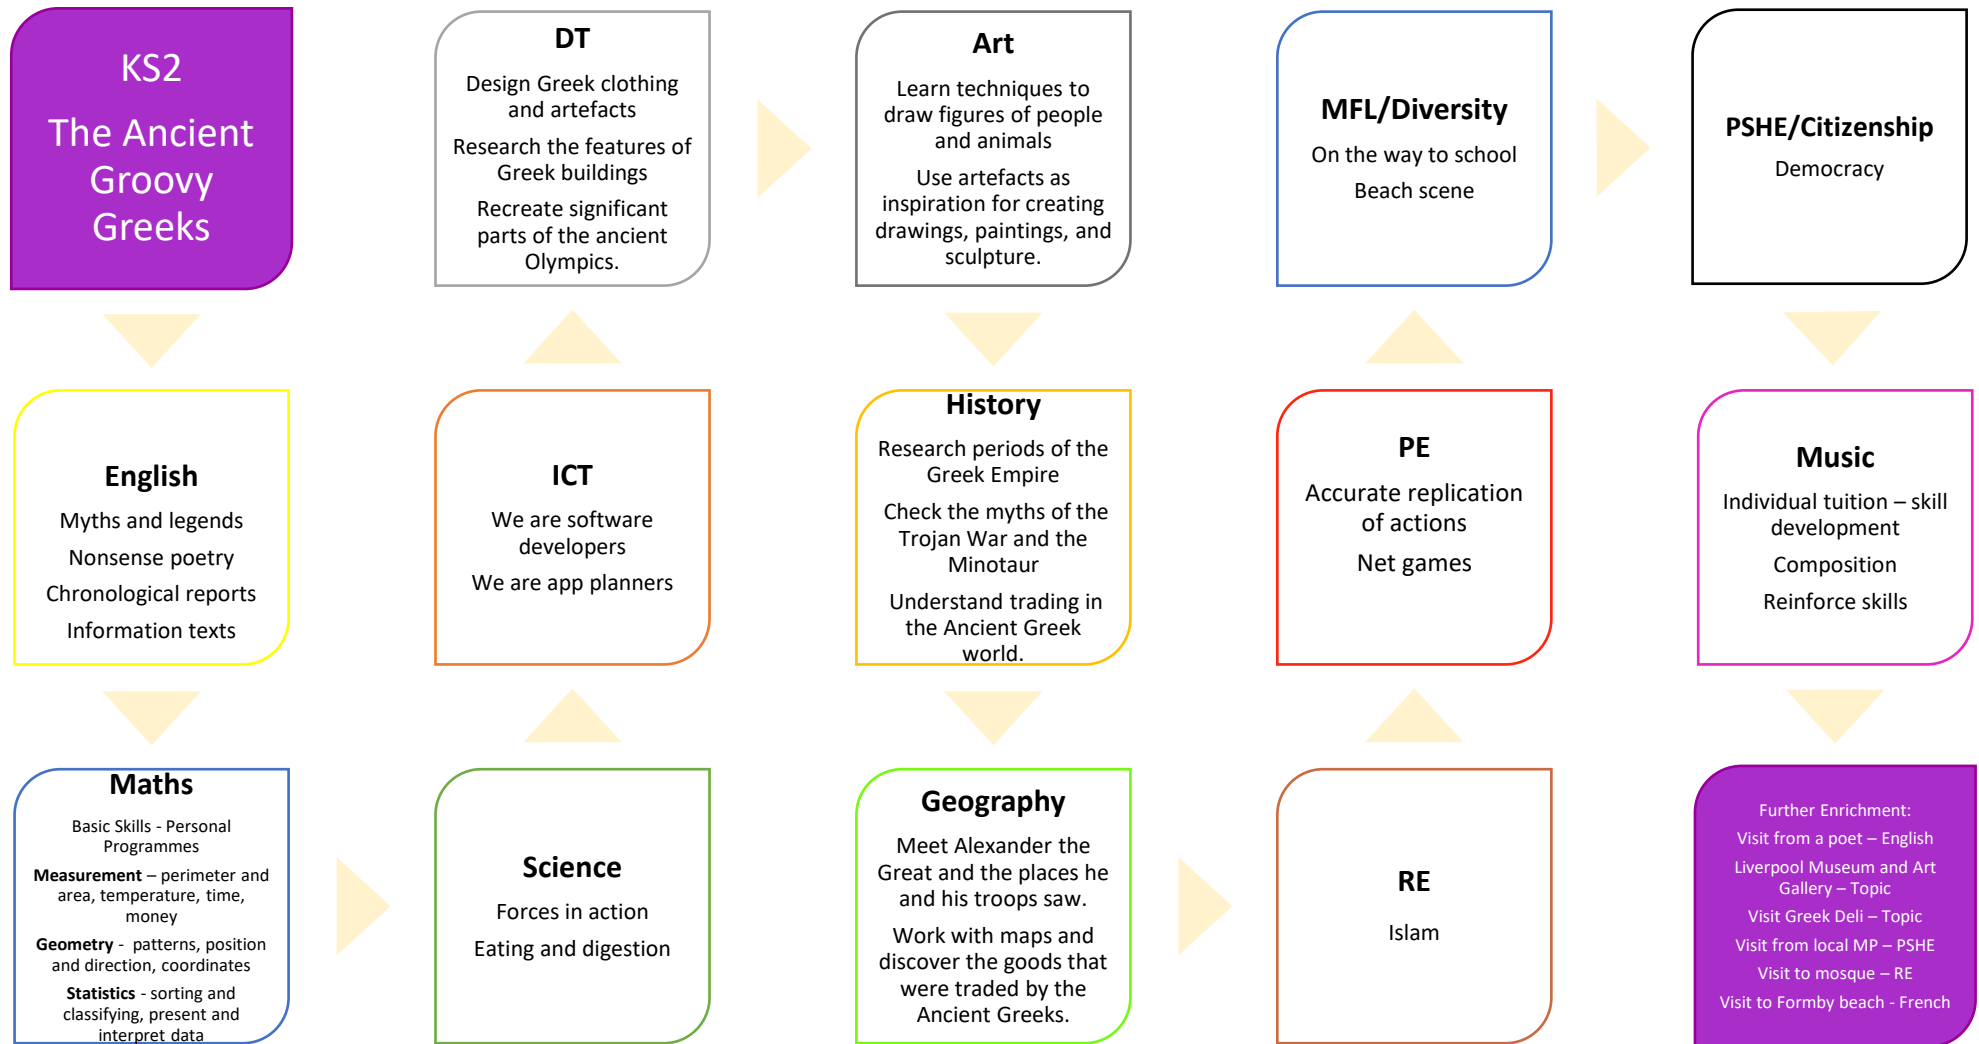 KS2
The Ancient
Groovy
Greeks
English
Myths and legends
Nonsense poetry
Chronological reports
Information texts
Maths
Basic Skills - Personal
Programmes
Measurement – perimeter and
area, temperature, time,
money
Geometry -  patterns, position
and direction, coordinates
Statistics - sorting and
classifying, present and
interpret data
Science
Forces in action
Eating and digestion
ICT
We are software
developers
We are app planners
DT
Design Greek clothing
and artefacts
Research the features of
Greek buildings
Recreate significant
parts of the ancient
Olympics.
Art
Learn techniques to
draw figures of people
and animals
Use artefacts as
inspiration for creating
drawings, paintings, and
sculpture.
History
Research periods of the
Greek Empire
Check the myths of the
Trojan War and the
Minotaur
Understand trading in
the Ancient Greek
world.
Geography
Meet Alexander the
Great and the places he
and his troops saw.
Work with maps and
discover the goods that
were traded by the
Ancient Greeks.
RE
Islam
PE
Accurate replication
of actions
Net games
MFL/Diversity
On the way to school
Beach scene
PSHE/Citizenship
Democracy
Music
Individual tuition – skill
development
Composition
Reinforce skills
Further Enrichment:
Visit from a poet – English
Liverpool Museum and Art
Gallery – Topic
Visit Greek Deli – Topic
Visit from local MP – PSHE
Visit to mosque – RE
Visit to Formby beach - French